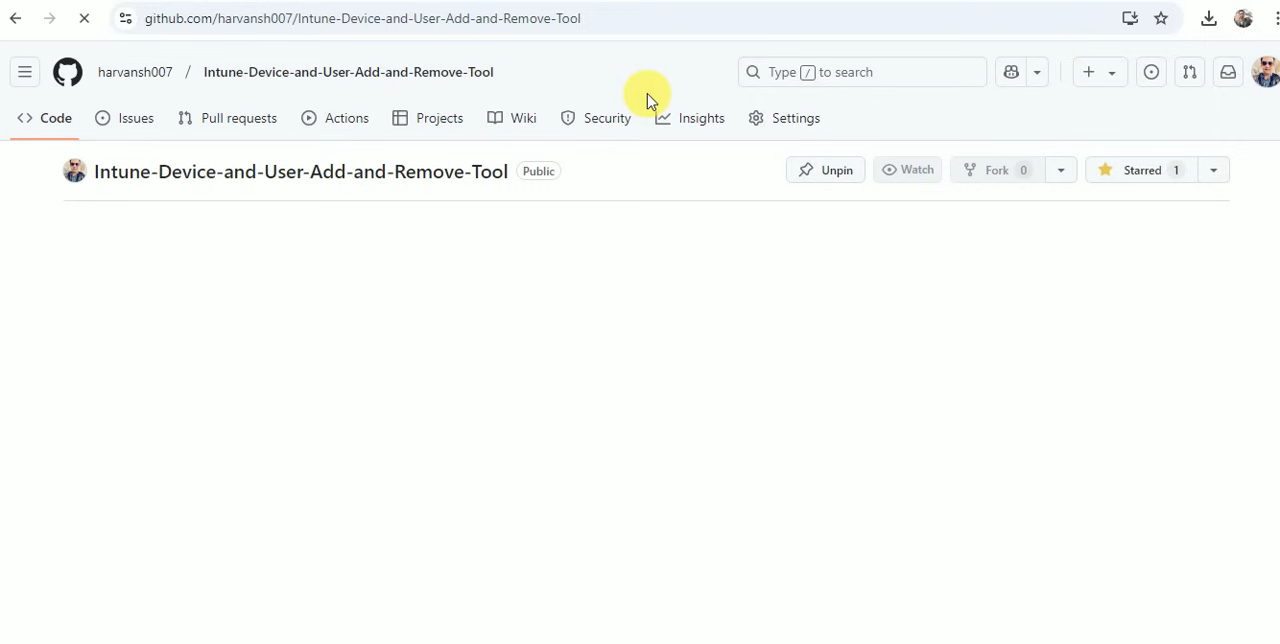 github.com/harvansh007/Intune-Device-and-User-Add-and-Remove-Tool
harvansh007 / Intune-Device-and-User-Add-and-Remove-Tool
Type / to search
Code Issues Pull requests Actions Projects Wiki Security Insights Settings
Intune-Device-and-User-Add-and-Remove-Tool Public Unpin Watch Fork 0 Starred 1